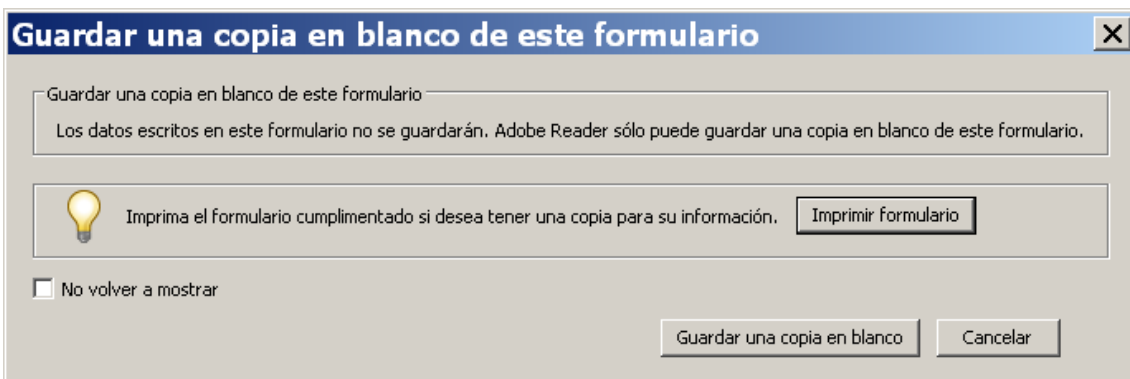 Guardar una copia en blanco de este formulario
Guardar una copia en blanco de este formulario
Los datos escritos en este formulario no se guardarán. Adobe Reader sólo puede guardar una copia en blanco de este formulario.
Imprima el formulario cumplimentado si desea tener una copia para su información. Imprimir formulario
No volver a mostrar
Guardar una copia en blanco Cancelar